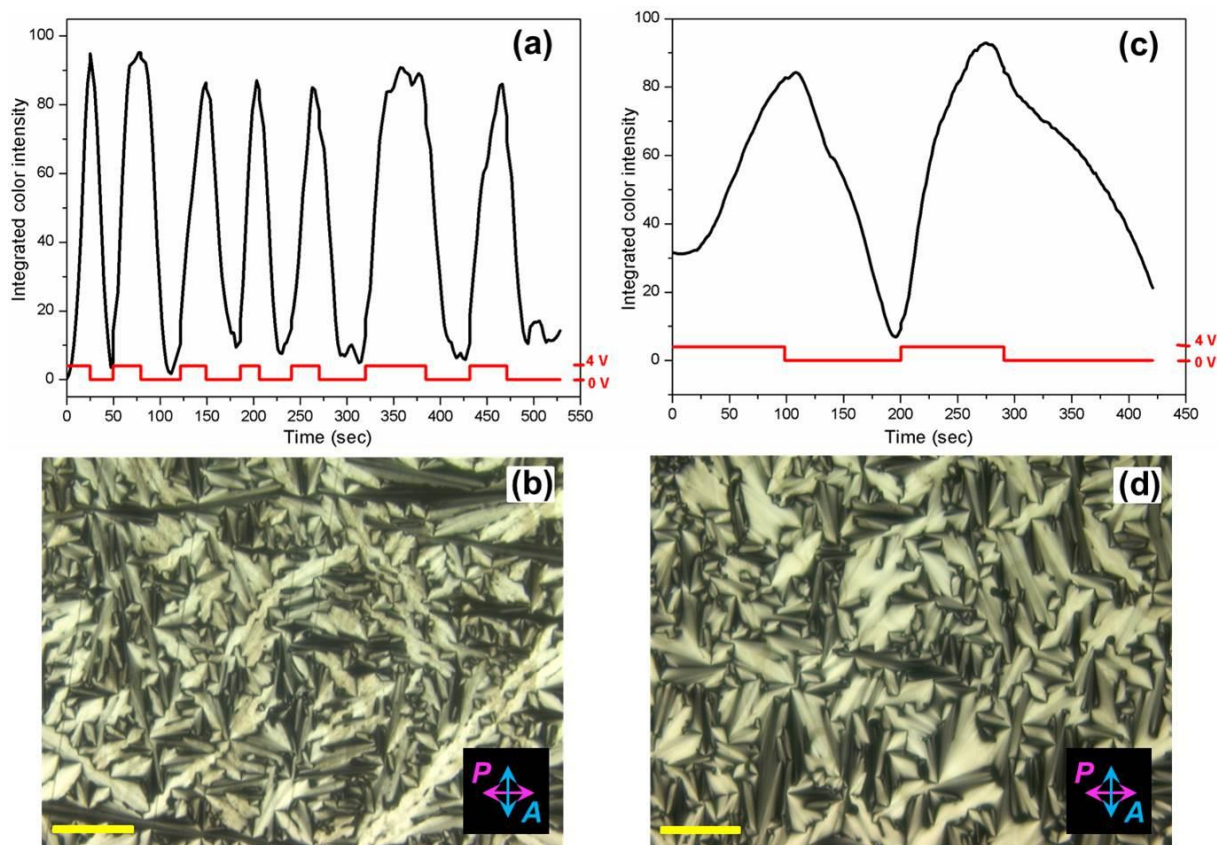 (a)
Integrated color intensity
100
80
60
40
20
0
4 V
0 V
0 50 100 150 200 250 300 350 400 450 500 550
Time (sec)
(c)
Integrated color intensity
100
80
60
40
20
0
4 V
0 V
0 50 100 150 200 250 300 350 400 450
Time (sec)
(b)
P
A
(d)
P
A